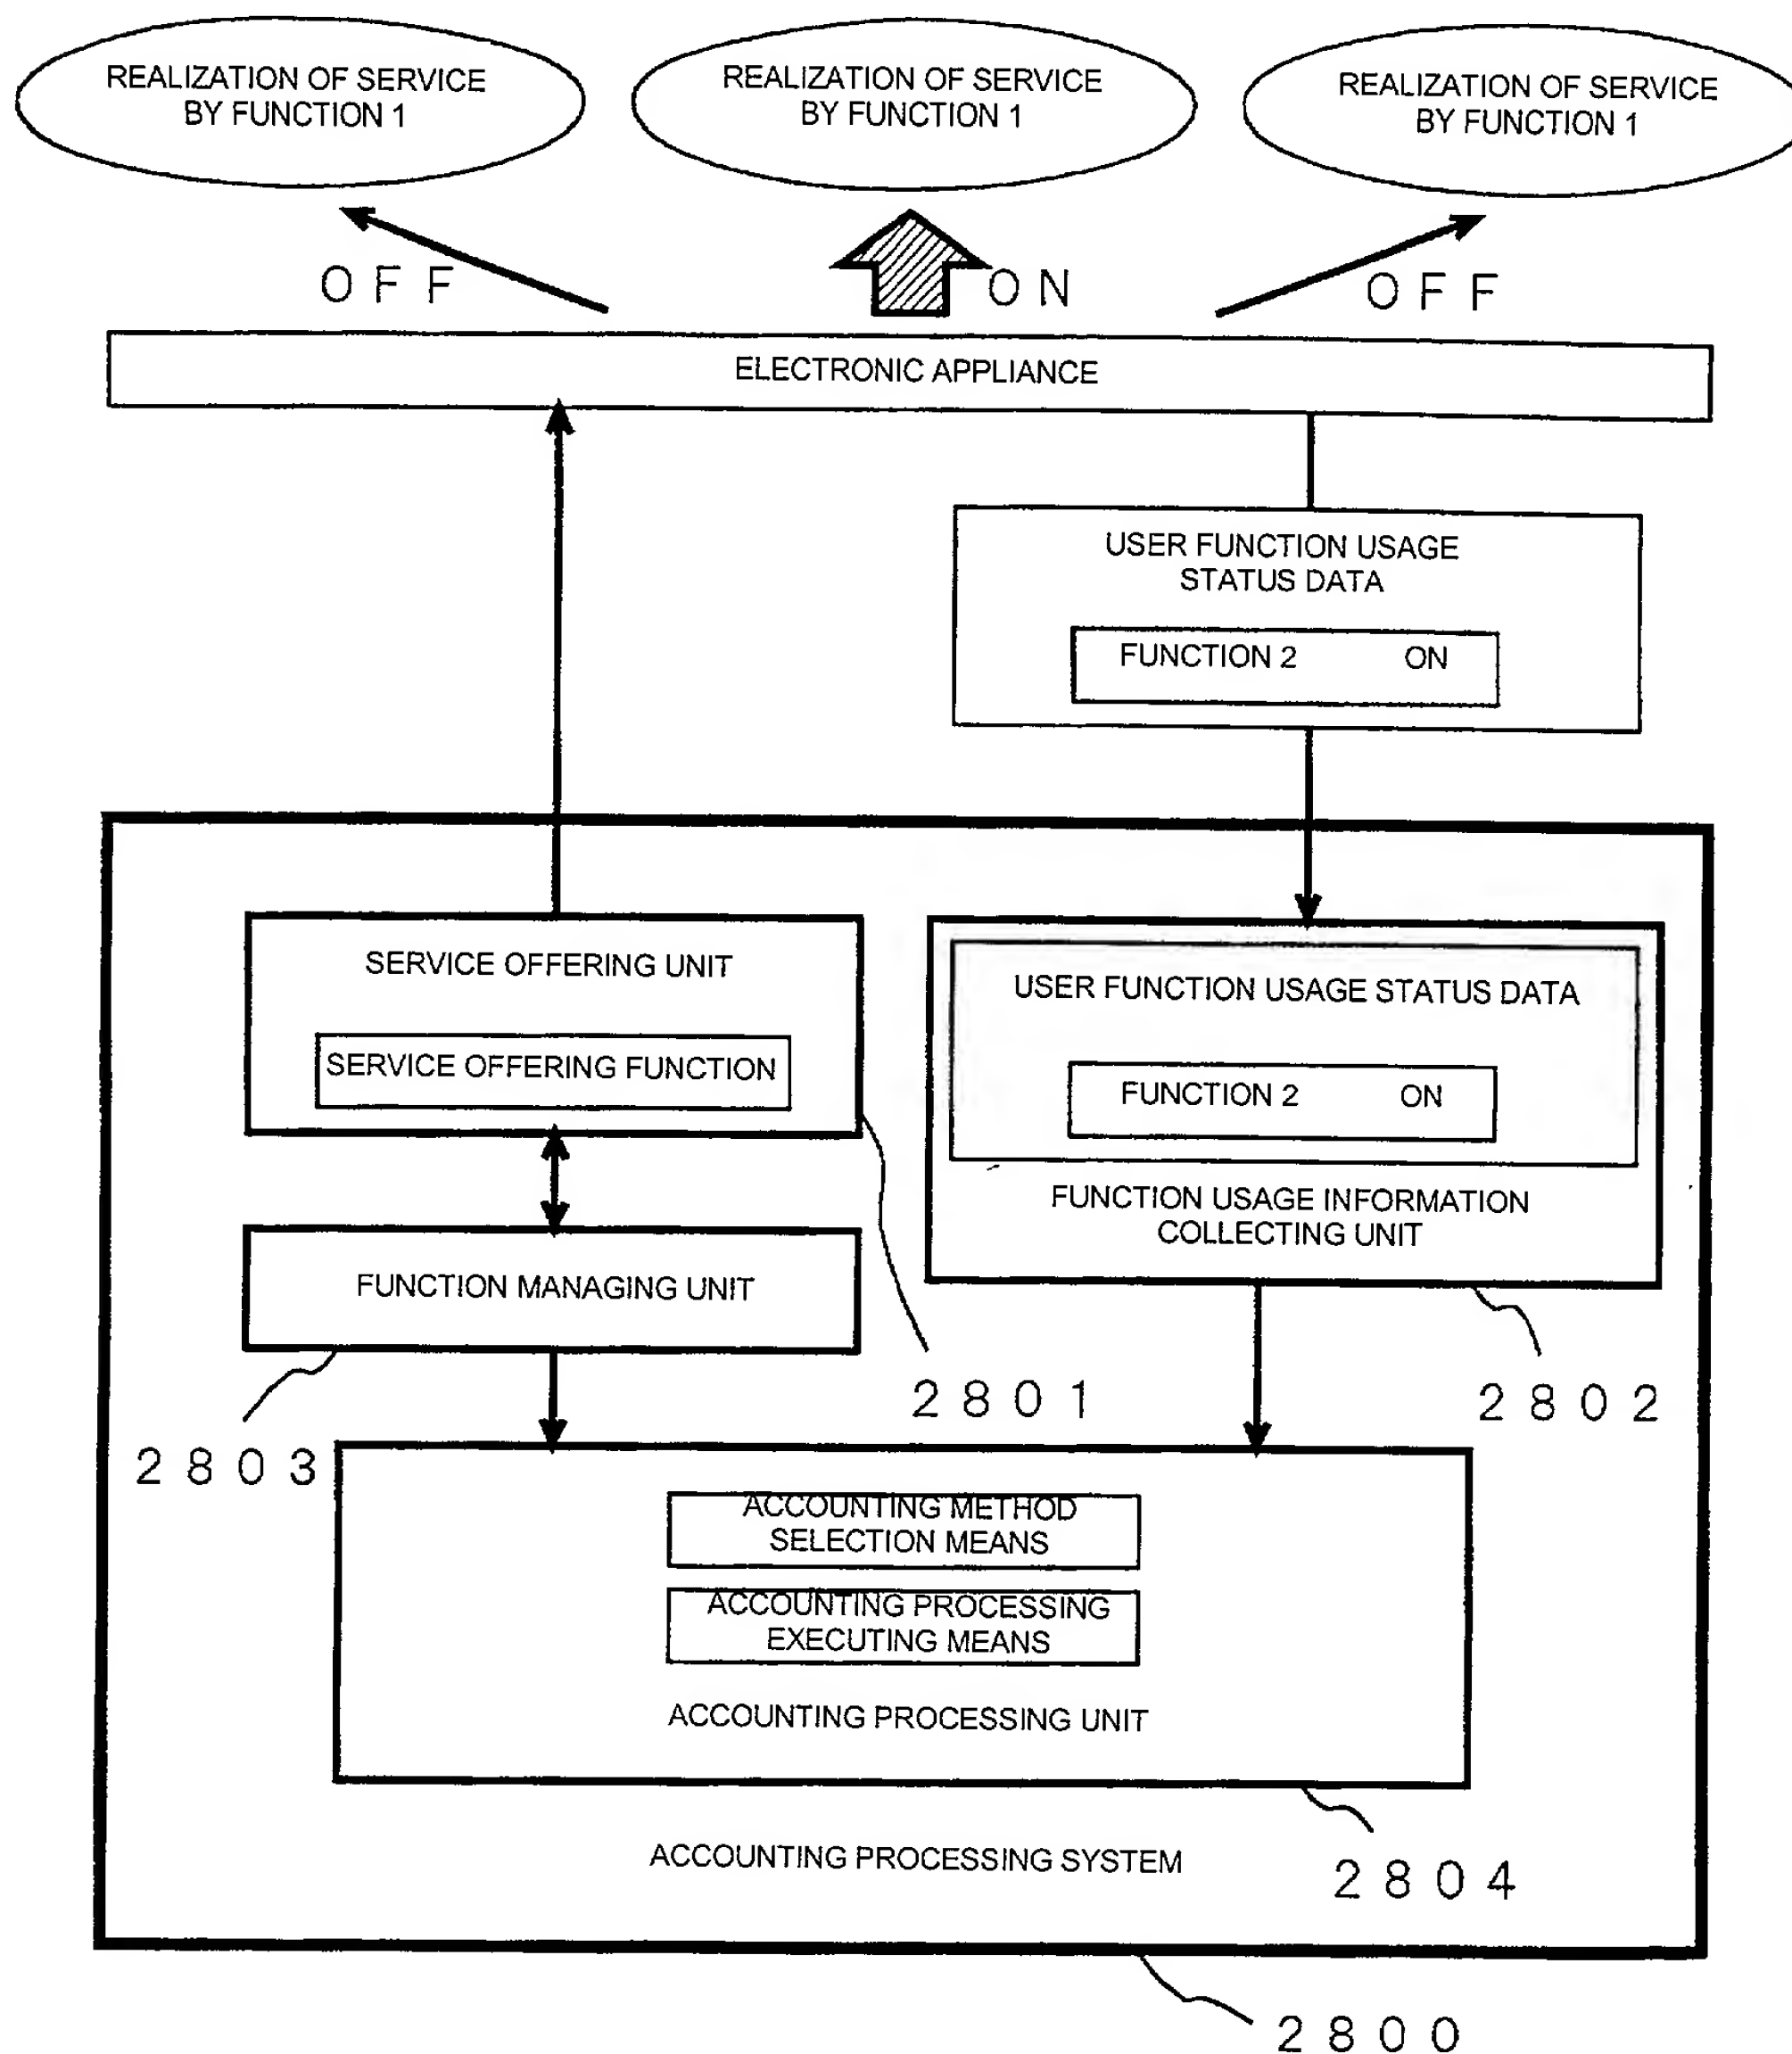 REALIZATION OF SERVICE
BY FUNCTION 1
REALIZATION OF SERVICE
BY FUNCTION 1
REALIZATION OF SERVICE
BY FUNCTION 1
OFF
ON
OFF
ELECTRONIC APPLIANCE
USER FUNCTION USAGE
STATUS DATA
FUNCTION 2 ON
SERVICE OFFERING UNIT
SERVICE OFFERING FUNCTION
USER FUNCTION USAGE STATUS DATA
FUNCTION 2 ON
FUNCTION USAGE INFORMATION
COLLECTING UNIT
FUNCTION MANAGING UNIT
2801
2802
2803
ACCOUNTING METHOD
SELECTION MEANS
ACCOUNTING PROCESSING
EXECUTING MEANS
ACCOUNTING PROCESSING UNIT
ACCOUNTING PROCESSING SYSTEM
2804
2800